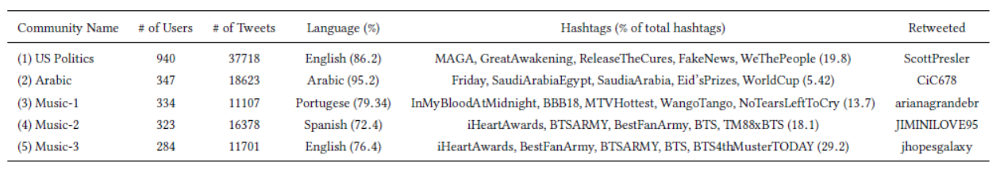 Community Name # of Users # of Tweets Language (%) Hashtags (% of total hashtags) Retweeted
(1) US Politics 940 37718 English (86.2) MAGA, GreatAwakening, ReleaseTheCures, FakeNews, WeThePeople (19.8) ScottPresler
(2) Arabic 347 18623 Arabic (95.2) Friday, SaudiArabiaEgypt, SaudiaArabia, Eid'sPrizes, WorldCup (5.42) CiC678
(3) Music-1 334 11107 Portugese (79.34) InMyBloodAtMidnight, BBB18, MTVHottest, WangoTango, NoTearsLeftToCry (13.7) arianagrandebr
(4) Music-2 323 16378 Spanish (72.4) iHeartAwards, BTSARMY, BestFanArmy, BTS, TM88xBTS (18.1) JIMINILOVE95
(5) Music-3 284 11701 English (76.4) iHeartAwards, BestFanArmy, BTSARMY, BTS, BTS4thMusterTODAY (29.2) jhopesgalaxy